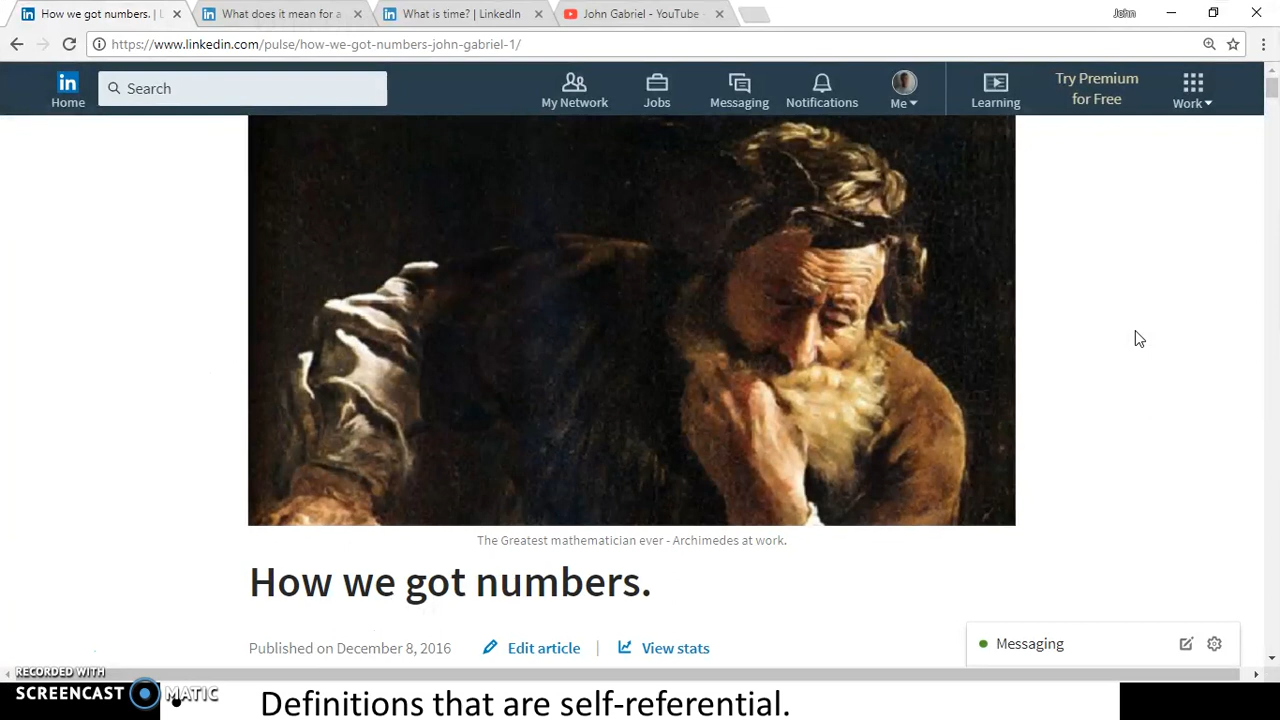 How we got numbers. | L
What does it mean for a
What is time? | LinkedIn
John Gabriel - YouTube
John
https://www.linkedin.com/pulse/how-we-got-numbers-john-gabriel-1/
in
Home
Search
My Network
Jobs
Messaging
Notifications
Me
Learning
Try Premium
for Free
Work
The Greatest mathematician ever - Archimedes at work.
How we got numbers.
Published on December 8, 2016
Edit article
View stats
Messaging
RECORDED WITH
SCREENCAST MATIC
• Definitions that are self-referential.